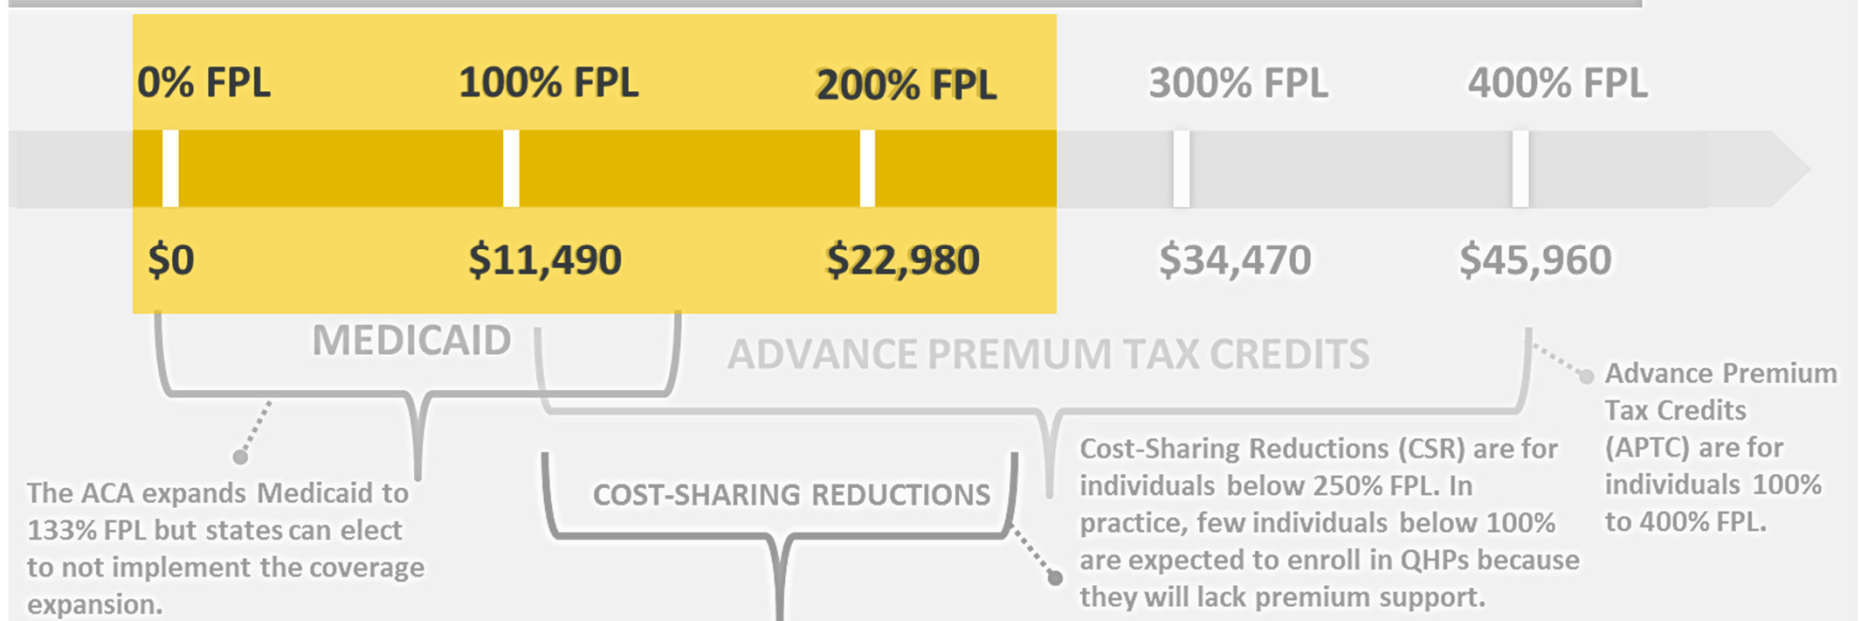 0% FPL 100% FPL 200% FPL 300% FPL 400% FPL
$0 $11,490 $22,980 $34,470 $45,960
MEDICAID
ADVANCE PREMUM TAX CREDITS
COST-SHARING REDUCTIONS
The ACA expands Medicaid to
133% FPL but states can elect
to not implement the coverage
expansion.
Cost-Sharing Reductions (CSR) are for
individuals below 250% FPL. In
practice, few individuals below 100%
are expected to enroll in QHPs because
they will lack premium support.
Advance Premium
Tax Credits
(APTC) are for
individuals 100%
to 400% FPL.